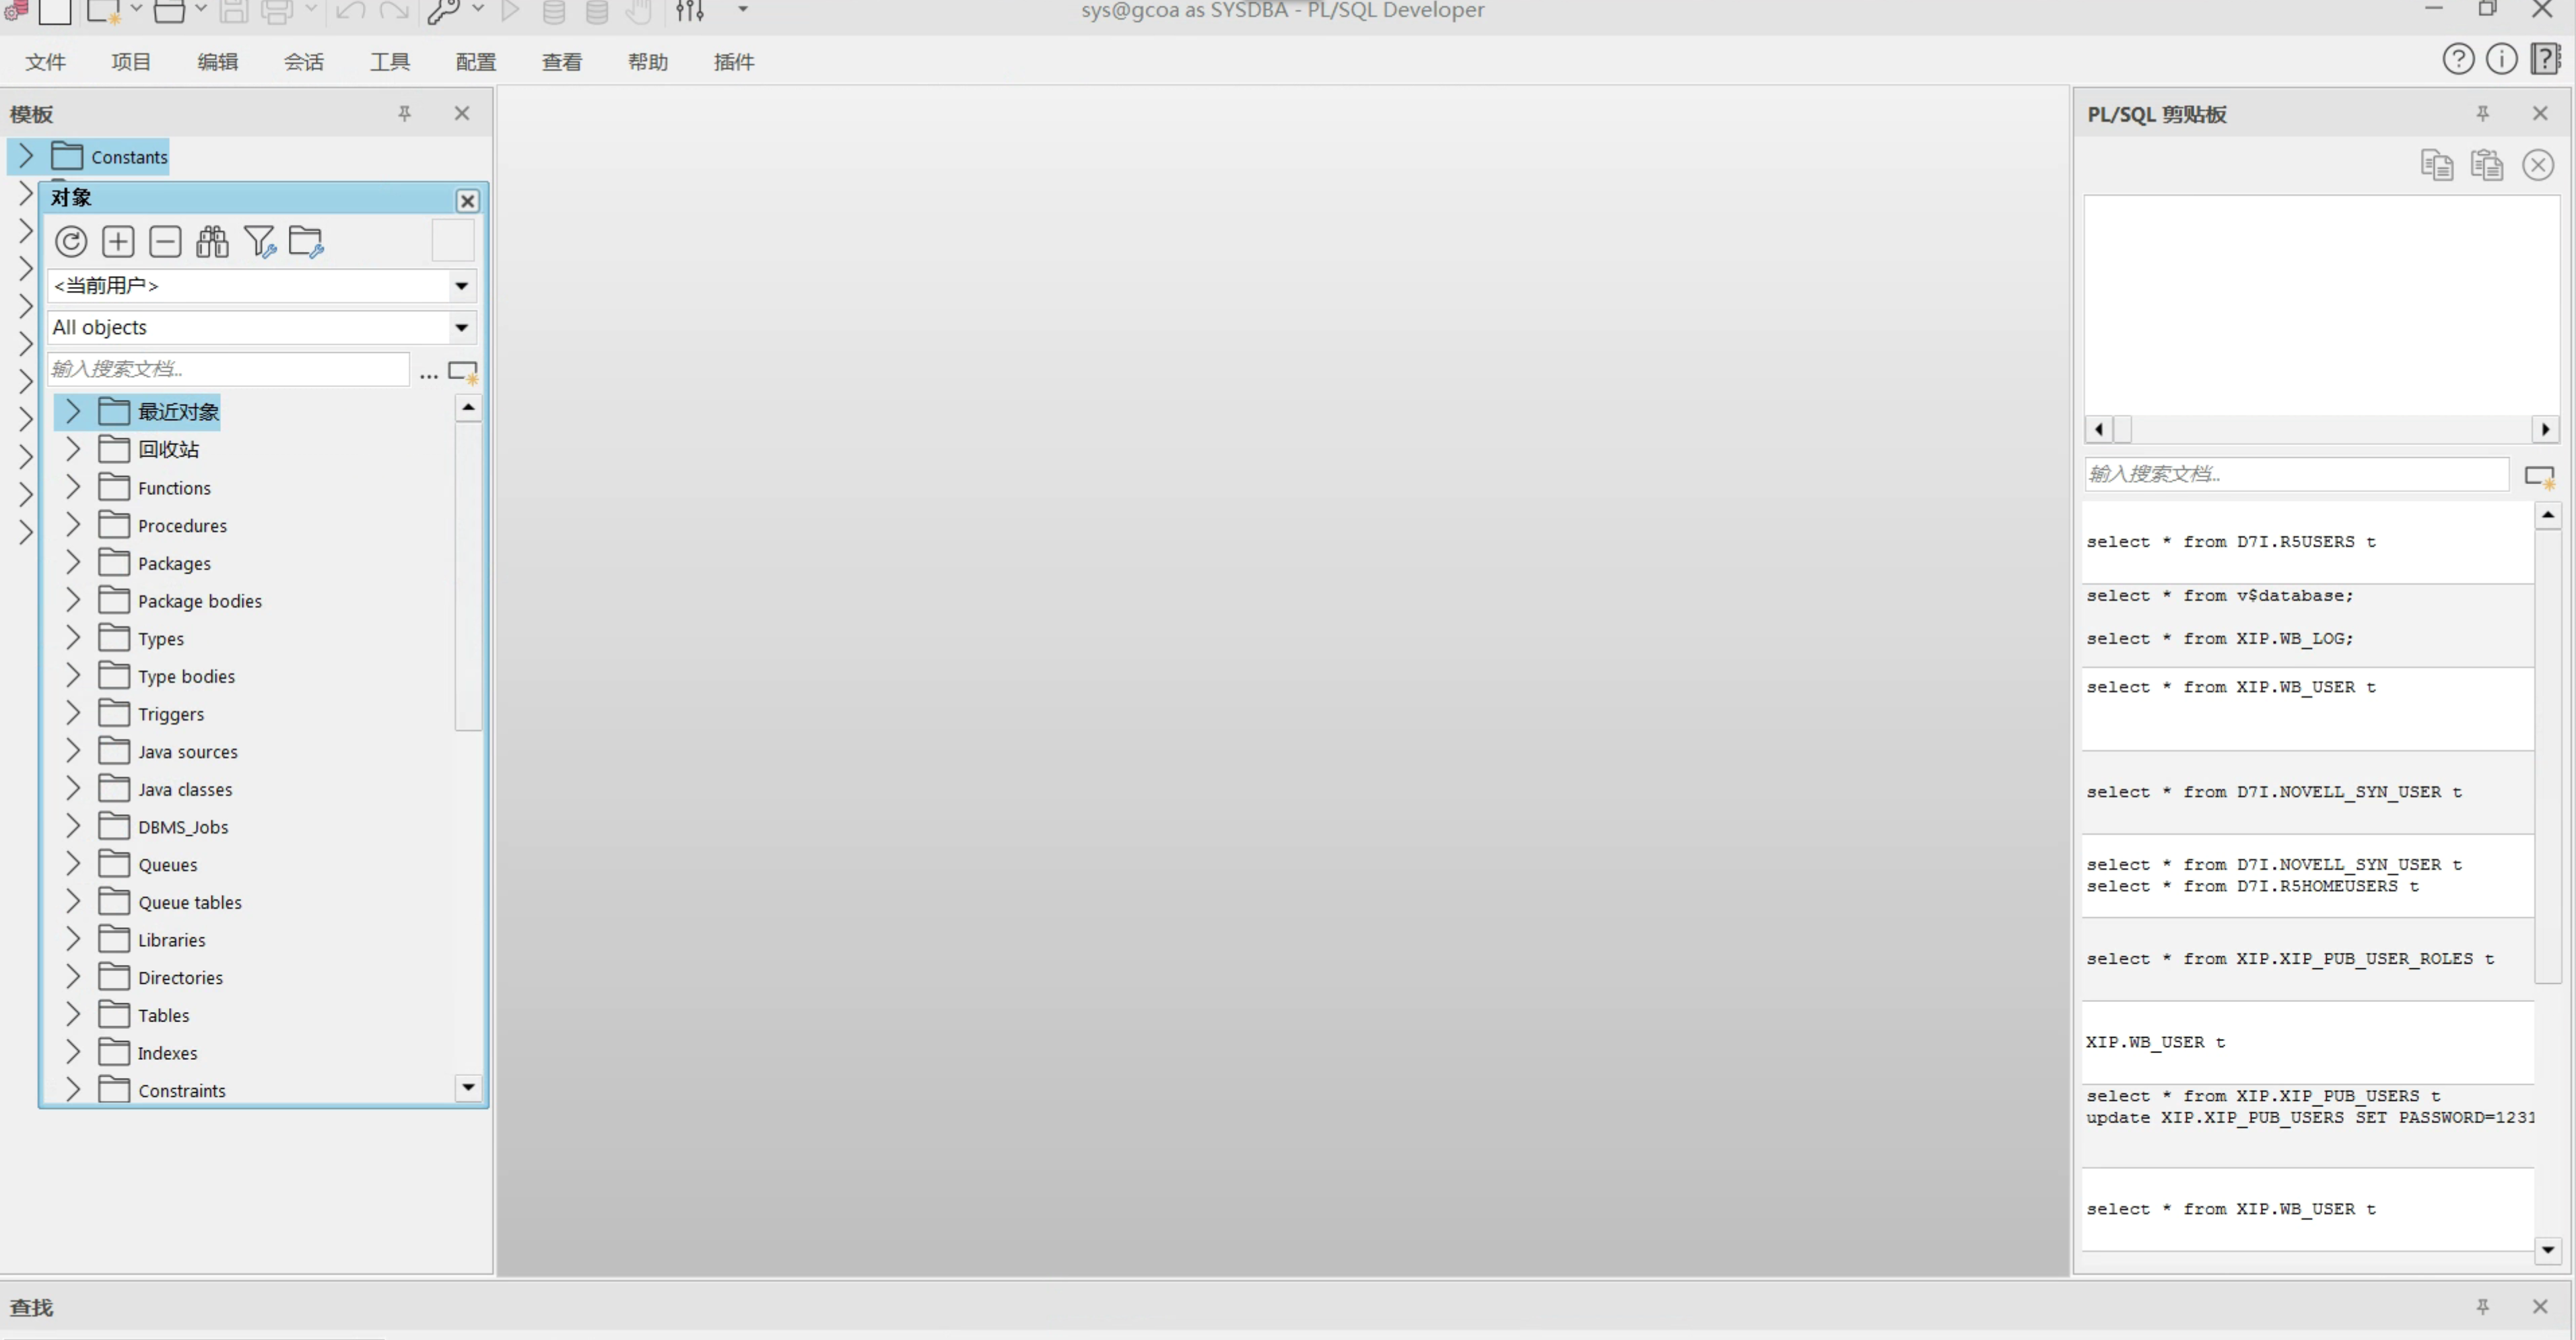 sys@gcoa as SYSDBA - PL/SQL Developer
文件 项目 编辑 会话 工具 配置 查看 帮助 插件
模板
Constants
对象
<当前用户>
All objects
输入搜索文档...
...
最近对象
回收站
Functions
Procedures
Packages
Package bodies
Types
Type bodies
Triggers
Java sources
Java classes
DBMS_Jobs
Queues
Queue tables
Libraries
Directories
Tables
Indexes
Constraints
PL/SQL 剪贴板
输入搜索文档...
select * from D7I.R5USERS t
select * from v$database;
select * from XIP.WB_LOG;
select * from XIP.WB_USER t
select * from D7I.NOVELL_SYN_USER t
select * from D7I.NOVELL_SYN_USER t
select * from D7I.R5HOMEUSERS t
select * from XIP.XIP_PUB_USER_ROLES t
XIP.WB_USER t
select * from XIP.XIP_PUB_USERS t
update XIP.XIP_PUB_USERS SET PASSWORD=1231
select * from XIP.WB_USER t
查找